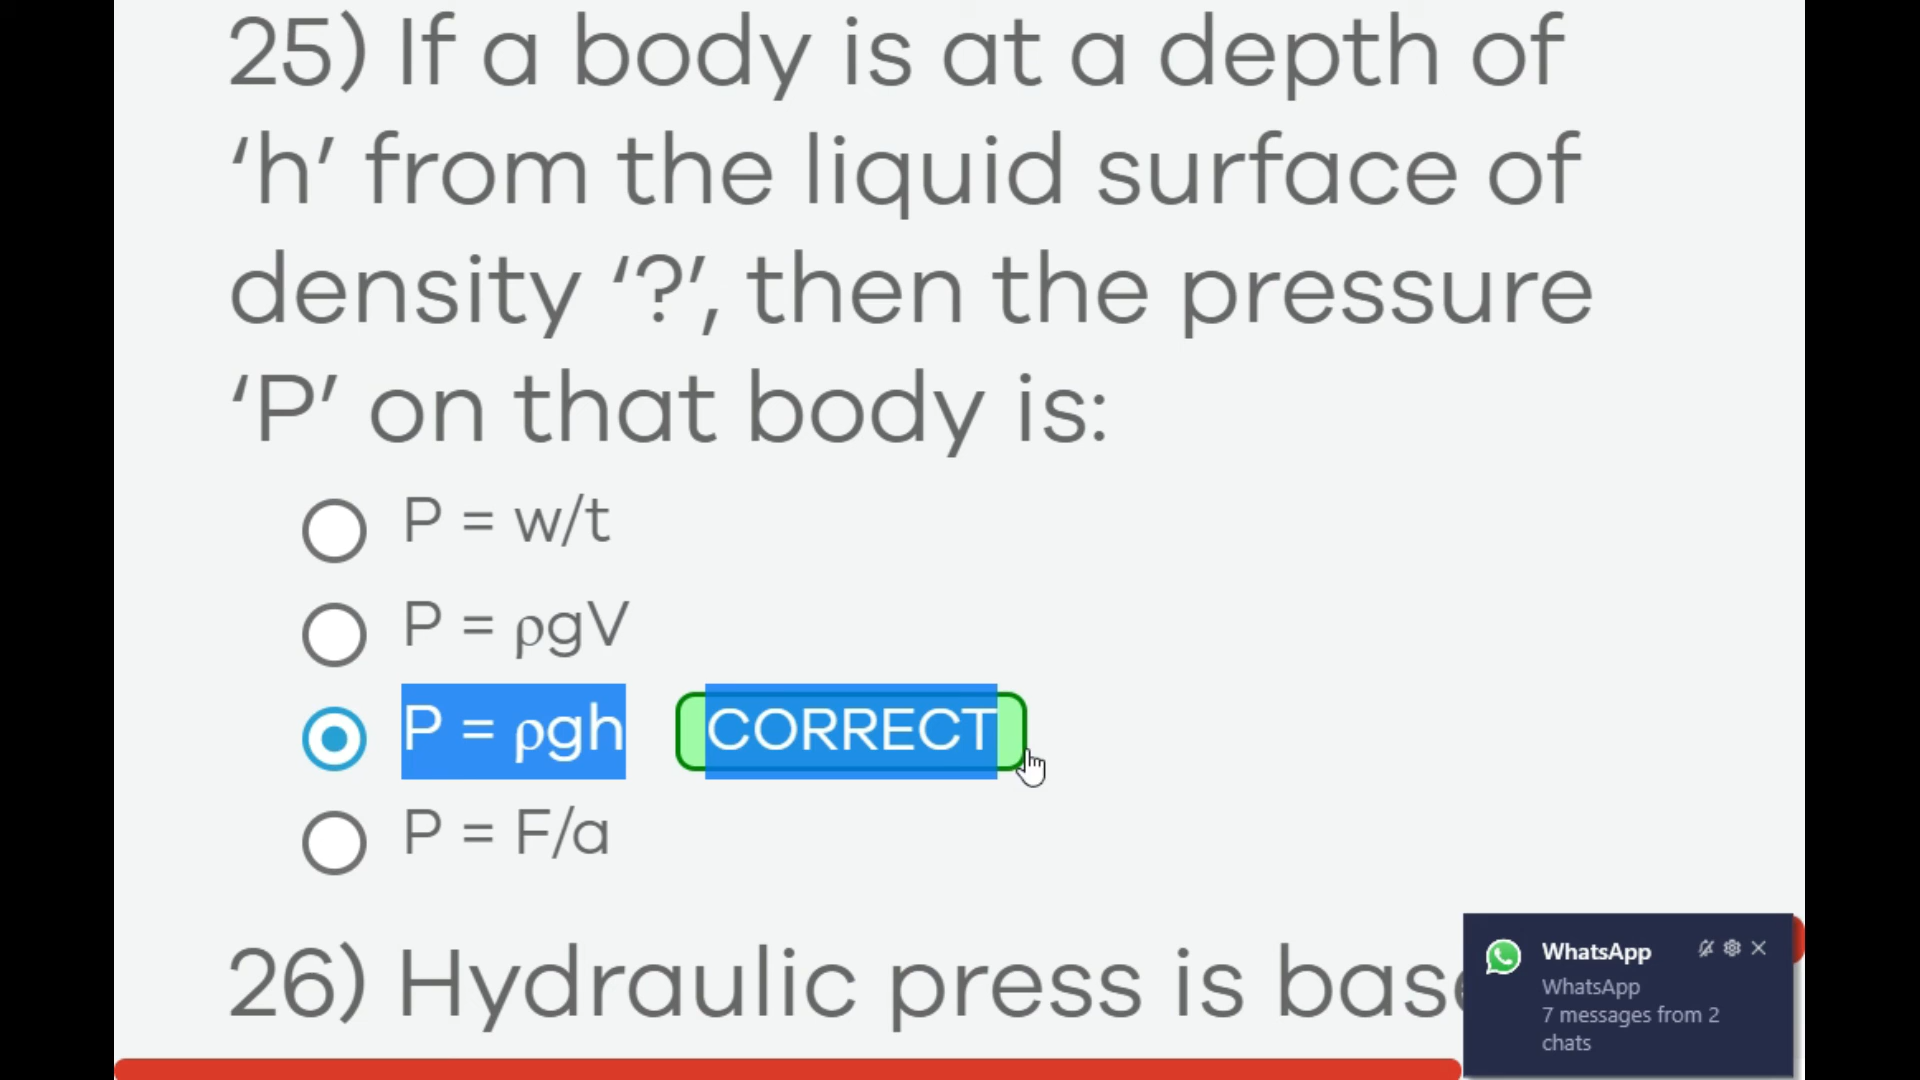 25) If a body is at a depth of
‘h’ from the liquid surface of
density ‘?’, then the pressure
‘P’ on that body is:
P = w/t
P = ρgV
P = ρgh CORRECT
P = F/a
26) Hydraulic press is
WhatsApp
WhatsApp
7 messages from 2
chats